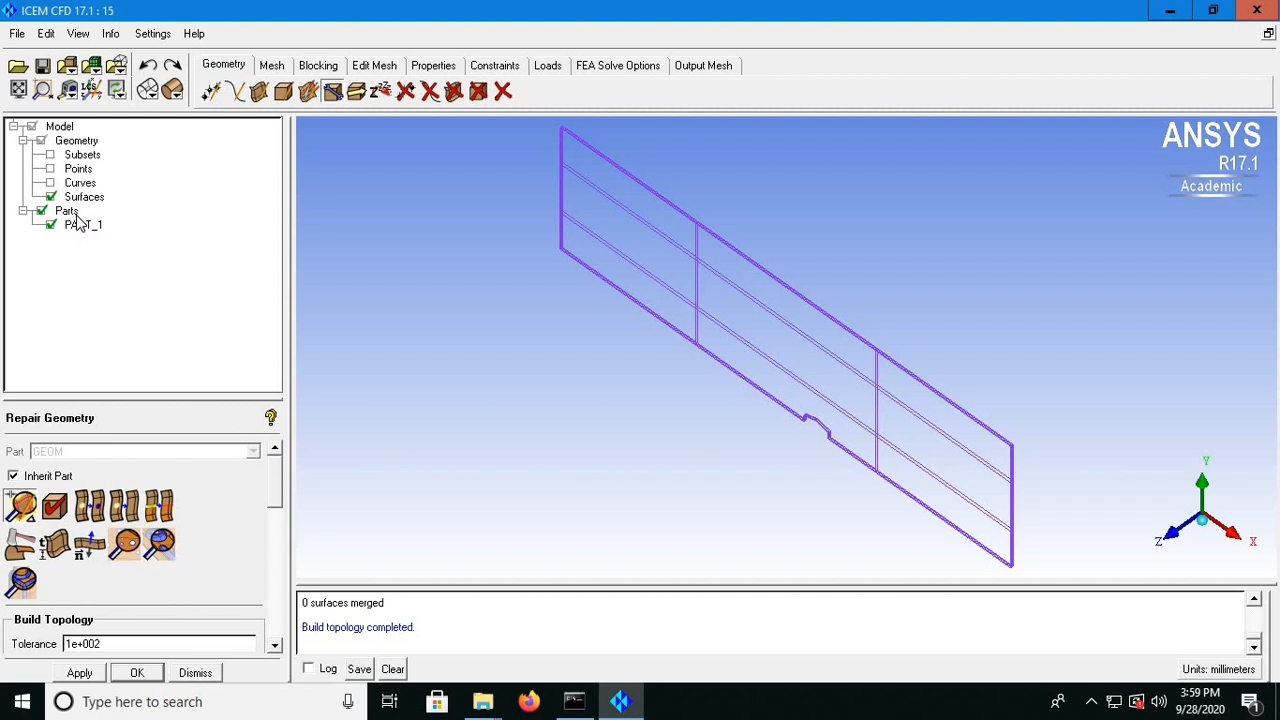 ICEM CFD 17.1 : 15
File Edit View Info Settings Help
Geometry Mesh Blocking Edit Mesh Properties Constraints Loads FEA Solve Options Output Mesh
LCS
Model
Geometry
Subsets
Points
Curves
Surfaces
Parts
PART_1
ANSYS
R17.1
Academic
Repair Geometry
Part GEOM
Inherit Part
Build Topology
Tolerance 1e+002
Apply OK Dismiss
Y
Z
X
0 surfaces merged
Build topology completed.
Log Save Clear
Units: millimeters
Type here to search
3:59 PM
9/28/2020